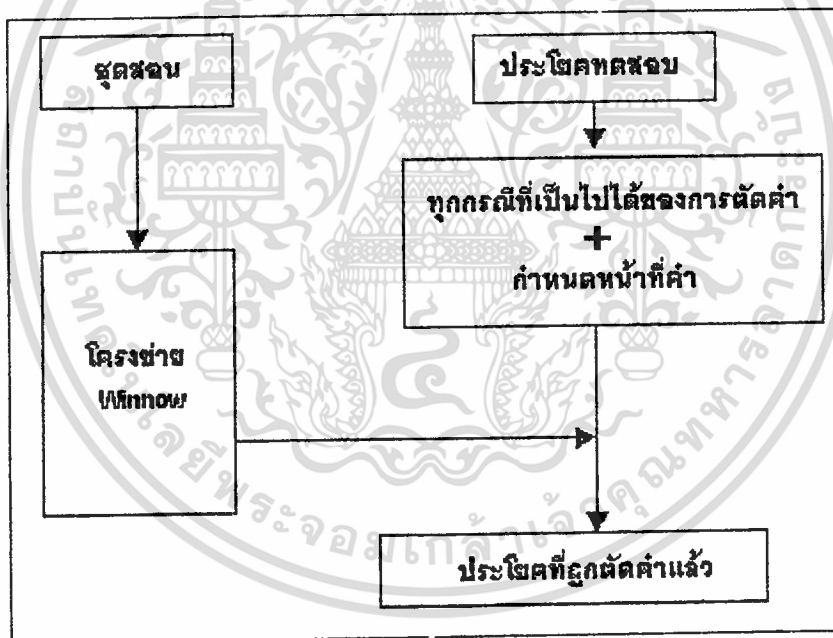 ชุดสอน
ประโยคทดสอบ
ทุกกรณีที่เป็นไปได้ของการตัดคำ
+
กำหนดหน้าที่คำ
โครงข่าย
Winnow
ประโยคที่ถูกตัดคำแล้ว